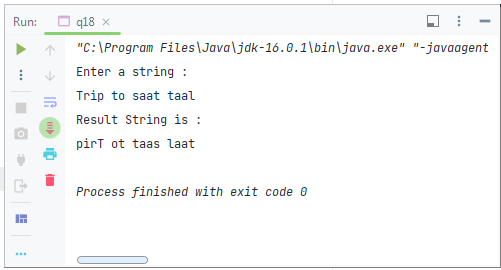 Run: q18
"C:\Program Files\Java\jdk-16.0.1\bin\java.exe" "-javaagent
Enter a string :
Trip to saat taal
Result String is :
pirT ot taas laat
Process finished with exit code 0